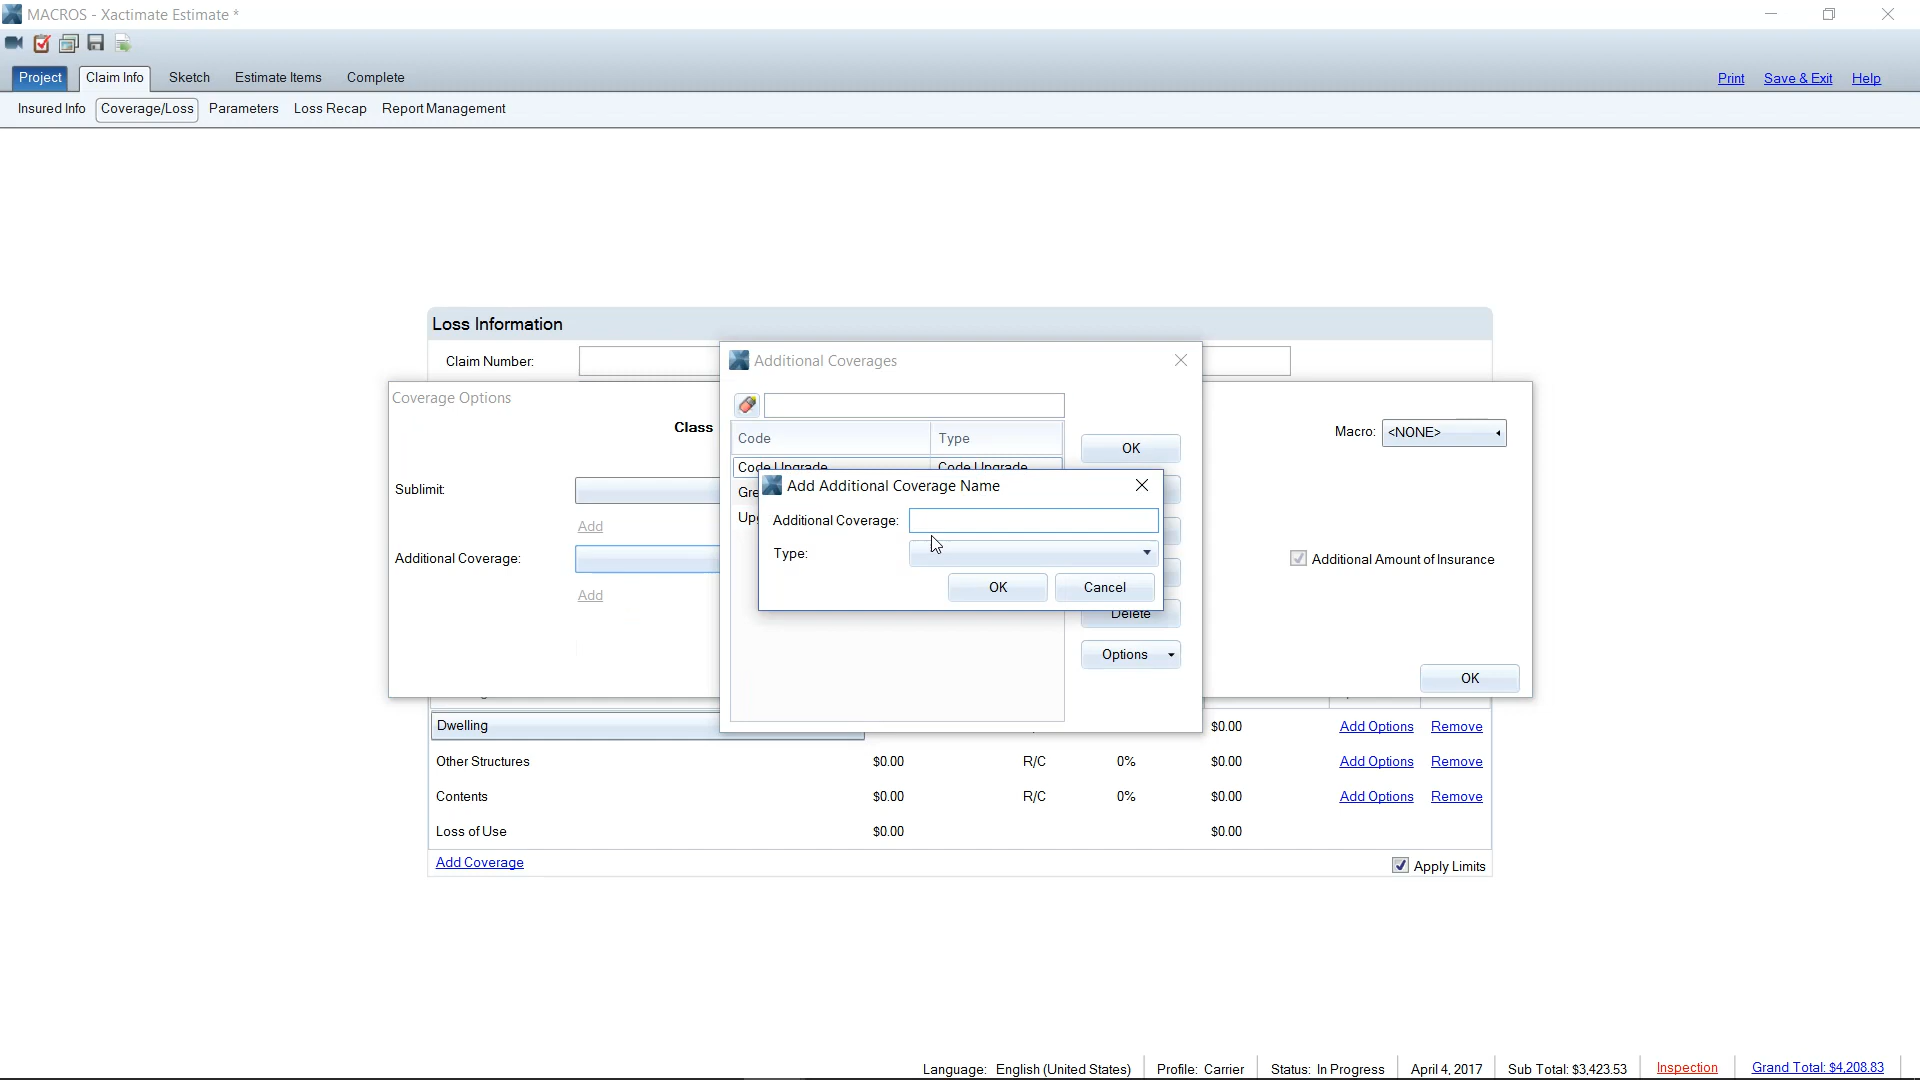 MACROS - Xactimate Estimate *
Project Claim Info Sketch Estimate Items Complete Print Save & Exit Help
Insured Info Coverage/Loss Parameters Loss Recap Report Management
Loss Information
Claim Number:
Additional Coverages
Coverage Options
Class
Macro: <NONE>
Code Type
OK
Code Upgrade Code Upgrade
Sublimit:
Add Additional Coverage Name
Additional Coverage:
Add
Type:
Additional Coverage:
Additional Amount of Insurance
OK Cancel
Add
Delete
Options
OK
Dwelling $0.00 Add Options Remove
Other Structures $0.00 R/C 0% $0.00 Add Options Remove
Contents $0.00 R/C 0% $0.00 Add Options Remove
Loss of Use $0.00 $0.00
Add Coverage Apply Limits
Language: English (United States) Profile: Carrier Status: In Progress April 4, 2017 Sub Total: $3,423.53 Inspection Grand Total: $4,208.83